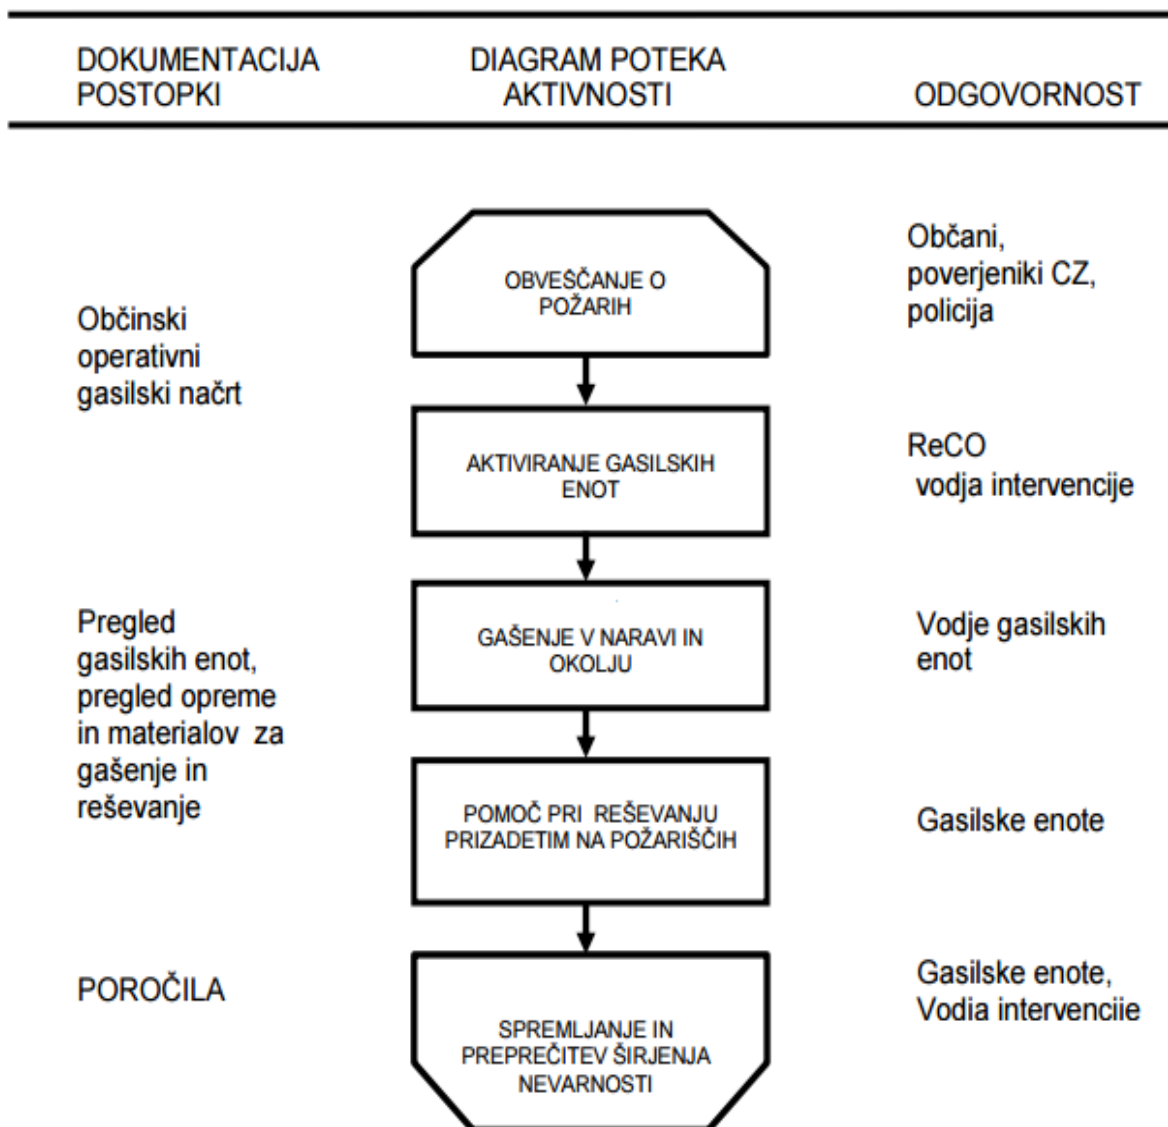 DOKUMENTACIJA
POSTOPKI
DIAGRAM POTEKA
AKTIVNOSTI
ODGOVORNOST
OBVEŠČANJE O
POŽARIH
Občani,
poverjeniki CZ,
policija
Občinski
operativni
gasilski načrt
AKTIVIRANJE GASILSKIH
ENOT
ReCO
vodja intervencije
GAŠENJE V NARAVI IN
OKOLJU
Vodje gasilskih
enot
Pregled
gasilskih enot,
pregled opreme
in materialov za
gašenje in
reševanje
POMOČ PRI REŠEVANJU
PRIZADETIM NA POŽARIŠČIH
Gasilske enote
POROČILA
SPREMLJANJE IN
PREPREČITEV ŠIRJENJA
NEVARNOSTI
Gasilske enote,
Vodja intervencije